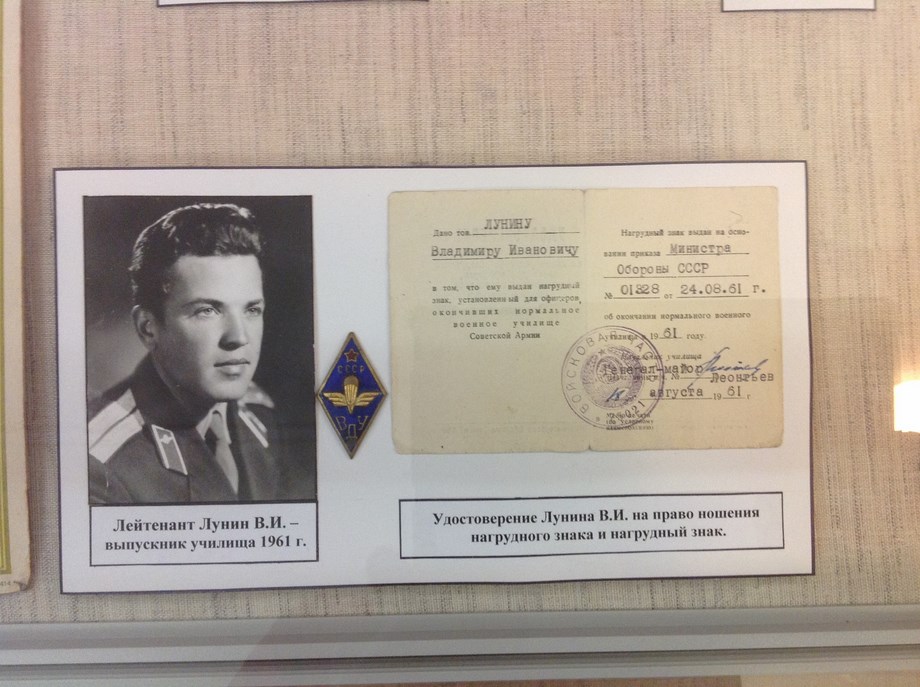 Лейтенант Лунин В.И. –
выпускник училища 1961 г.
СССР
ВДУ
Дано тов ЛУНИНУ
Владимиру Ивановичу
в том, что ему выдан нагрудный
знак, установленный для офицеров,
окончивших нормальное
военное училище
Советской Армии
Нагрудный знак выдан на осно-
вании приказа Министра
Обороны СССР
№ 01328 от 24.08.61 г.
об окончании нормального военного
училища в 1961 году.
Начальник училища
Генерал-майор
Леонтьев
августа 1961 г
ВОЙСКОВАЯ
Удостоверение Лунина В.И. на право ношения
нагрудного знака и нагрудный знак.